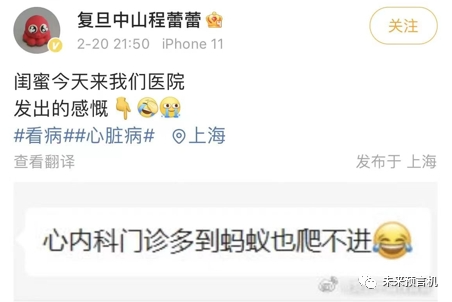 复旦中山程蕾蕾
2-20 21:50 iPhone 11
关注
闺蜜今天来我们医院
发出的感慨👇🤣😭
#看病##心脏病# 上海
查看翻译
发布于 上海
心内科门诊多到蚂蚁也爬不进😂
未来预言机